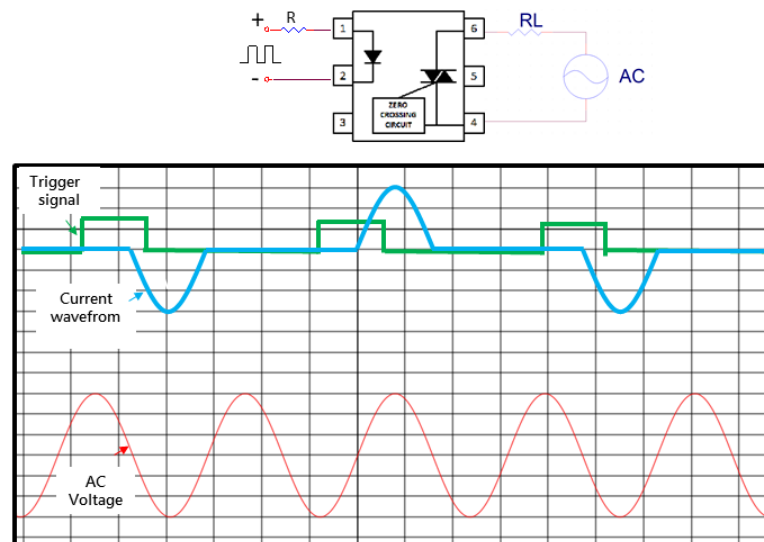 +
R
1
6
RL
2
5
AC
-
ZERO
CROSSING
CIRCUIT
3
4
Trigger
signal
Current
wavefrom
AC
Voltage